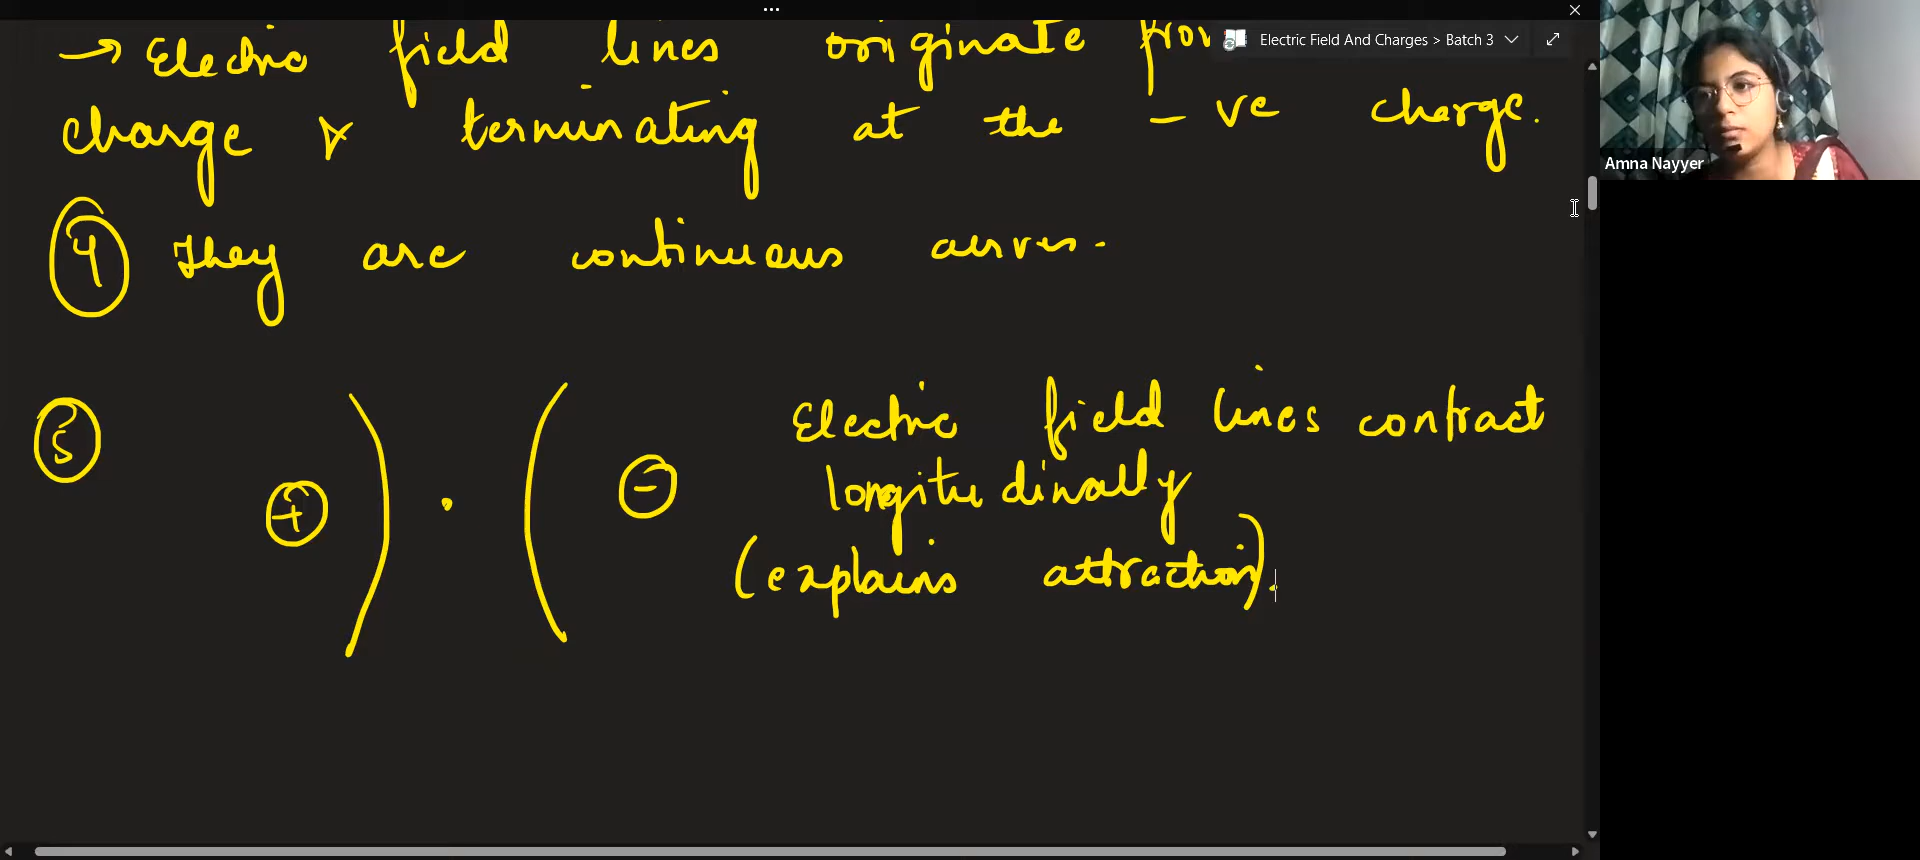 → Electric field lines originate from
Electric Field And Charges > Batch 3
charge & terminating at the -ve charge.
Amna Nayyer
4 They are continuous curves.
5
+ -
Electric field lines contract
longitudinally
(explains attraction).